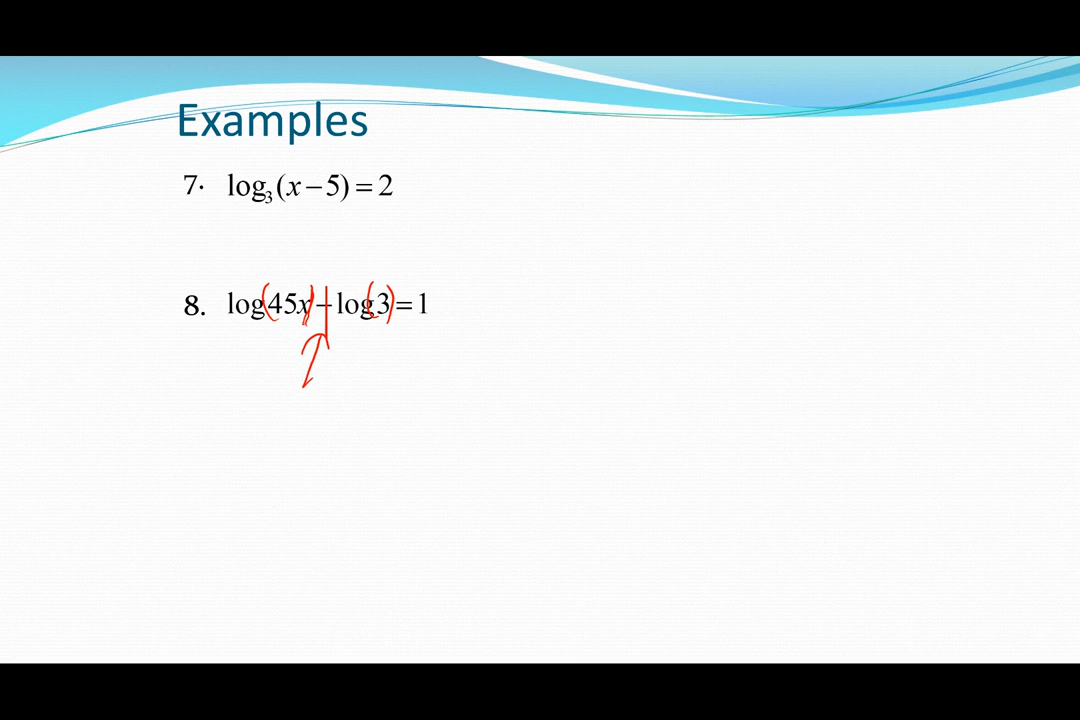 Examples
7. log₃(x − 5) = 2
8. log(45x) − log(3) = 1